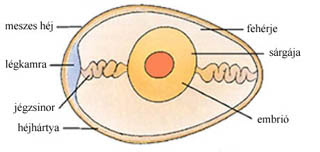 meszes héj
fehérje
légkamra
sárgája
jégzsinor
embrió
héjhártya